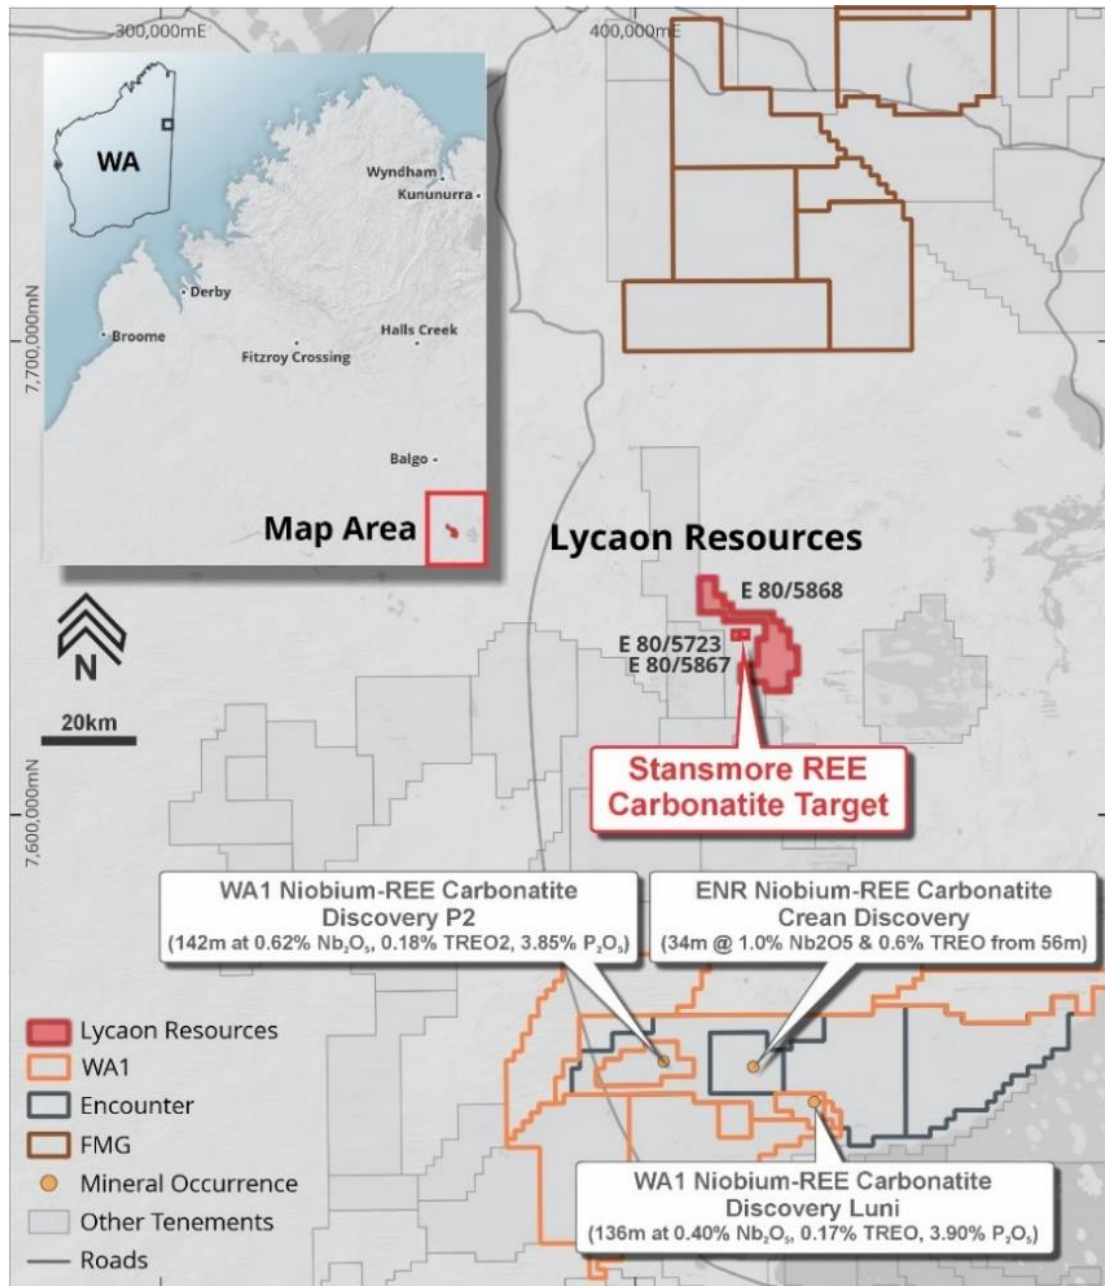 300,000mE
400,000mE
WA
Wyndham
Kununurra
Derby
Broome
Halls Creek
Fitzroy Crossing
Balgo
Map Area
7,700,000mN
Lycaon Resources
E 80/5868
E 80/5723
E 80/5867
N
20km
Stansmore REE
Carbonatite Target
7,600,000mN
WA1 Niobium-REE Carbonatite
Discovery P2
(142m at 0.62% Nb₂O₅, 0.18% TREO2, 3.85% P₂O₅)
ENR Niobium-REE Carbonatite
Crean Discovery
(34m @ 1.0% Nb2O5 & 0.6% TREO from 56m)
Lycaon Resources
WA1
Encounter
FMG
Mineral Occurrence
Other Tenements
Roads
WA1 Niobium-REE Carbonatite
Discovery Luni
(136m at 0.40% Nb₂O₅, 0.17% TREO, 3.90% P₂O₅)